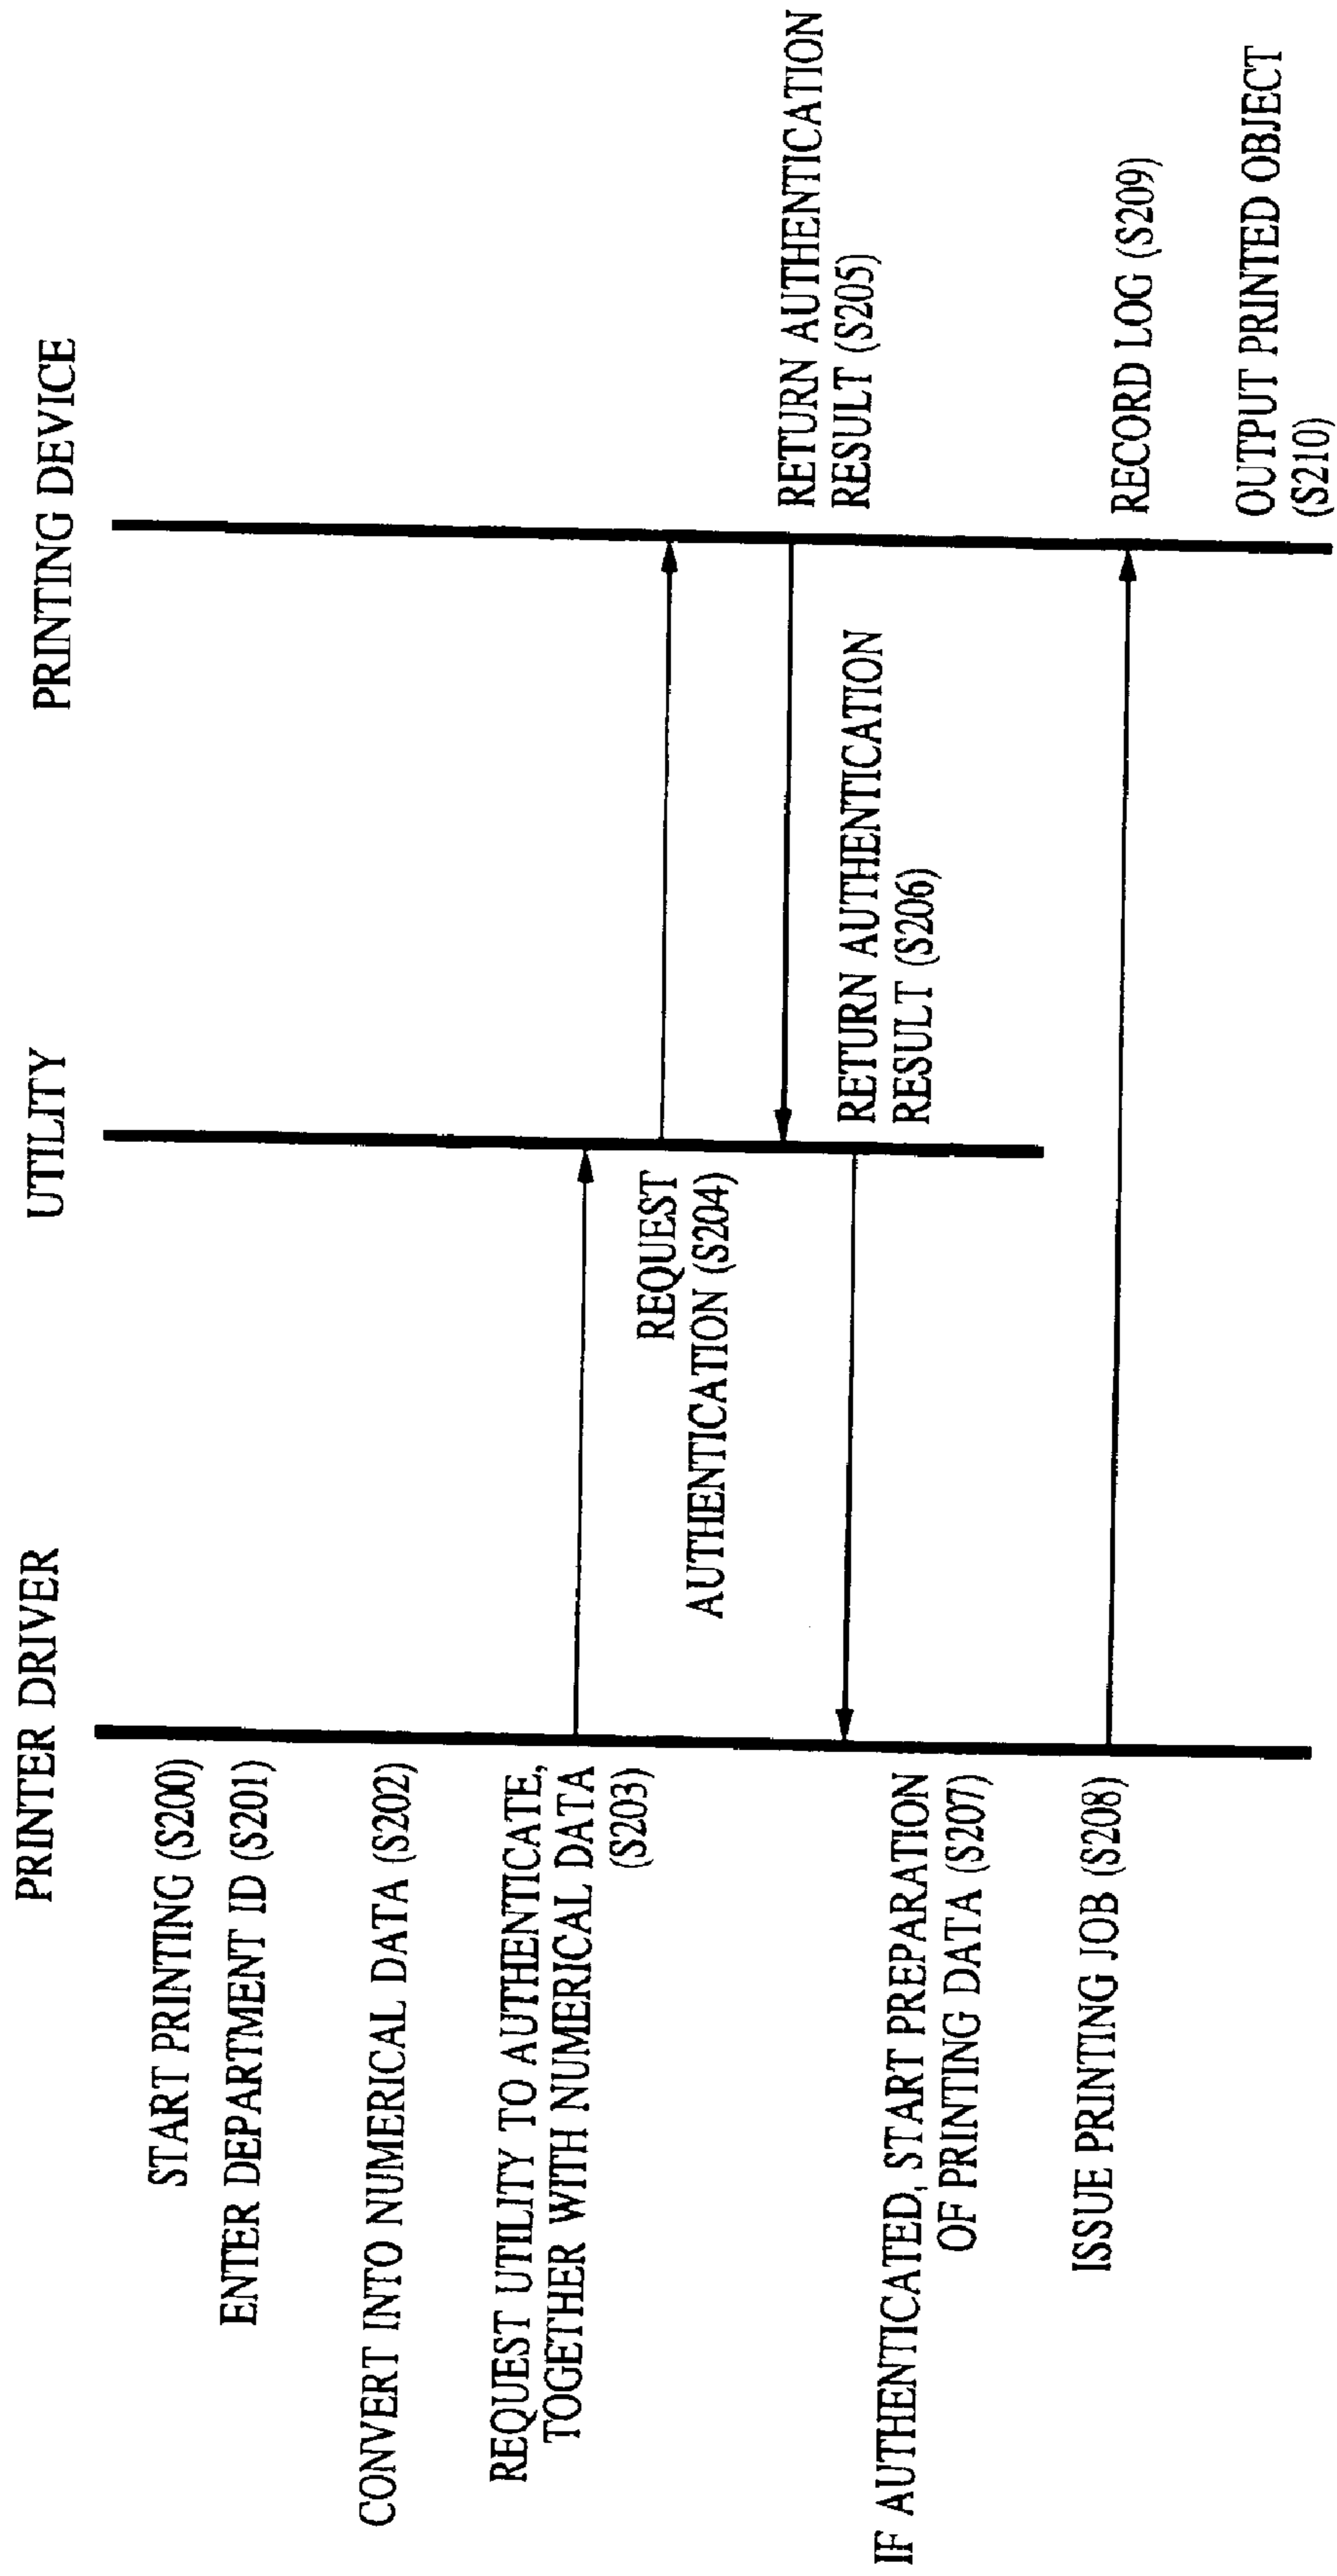 PRINTER DRIVER
UTILITY
PRINTING DEVICE
START PRINTING (S200)
ENTER DEPARTMENT ID (S201)
CONVERT INTO NUMERICAL DATA (S202)
REQUEST UTILITY TO AUTHENTICATE,
TOGETHER WITH NUMERICAL DATA
(S203)
REQUEST
AUTHENTICATION (S204)
RETURN AUTHENTICATION
RESULT (S205)
RETURN AUTHENTICATION
RESULT (S206)
IF AUTHENTICATED, START PREPARATION
OF PRINTING DATA (S207)
ISSUE PRINTING JOB (S208)
RECORD LOG (S209)
OUTPUT PRINTED OBJECT
(S210)